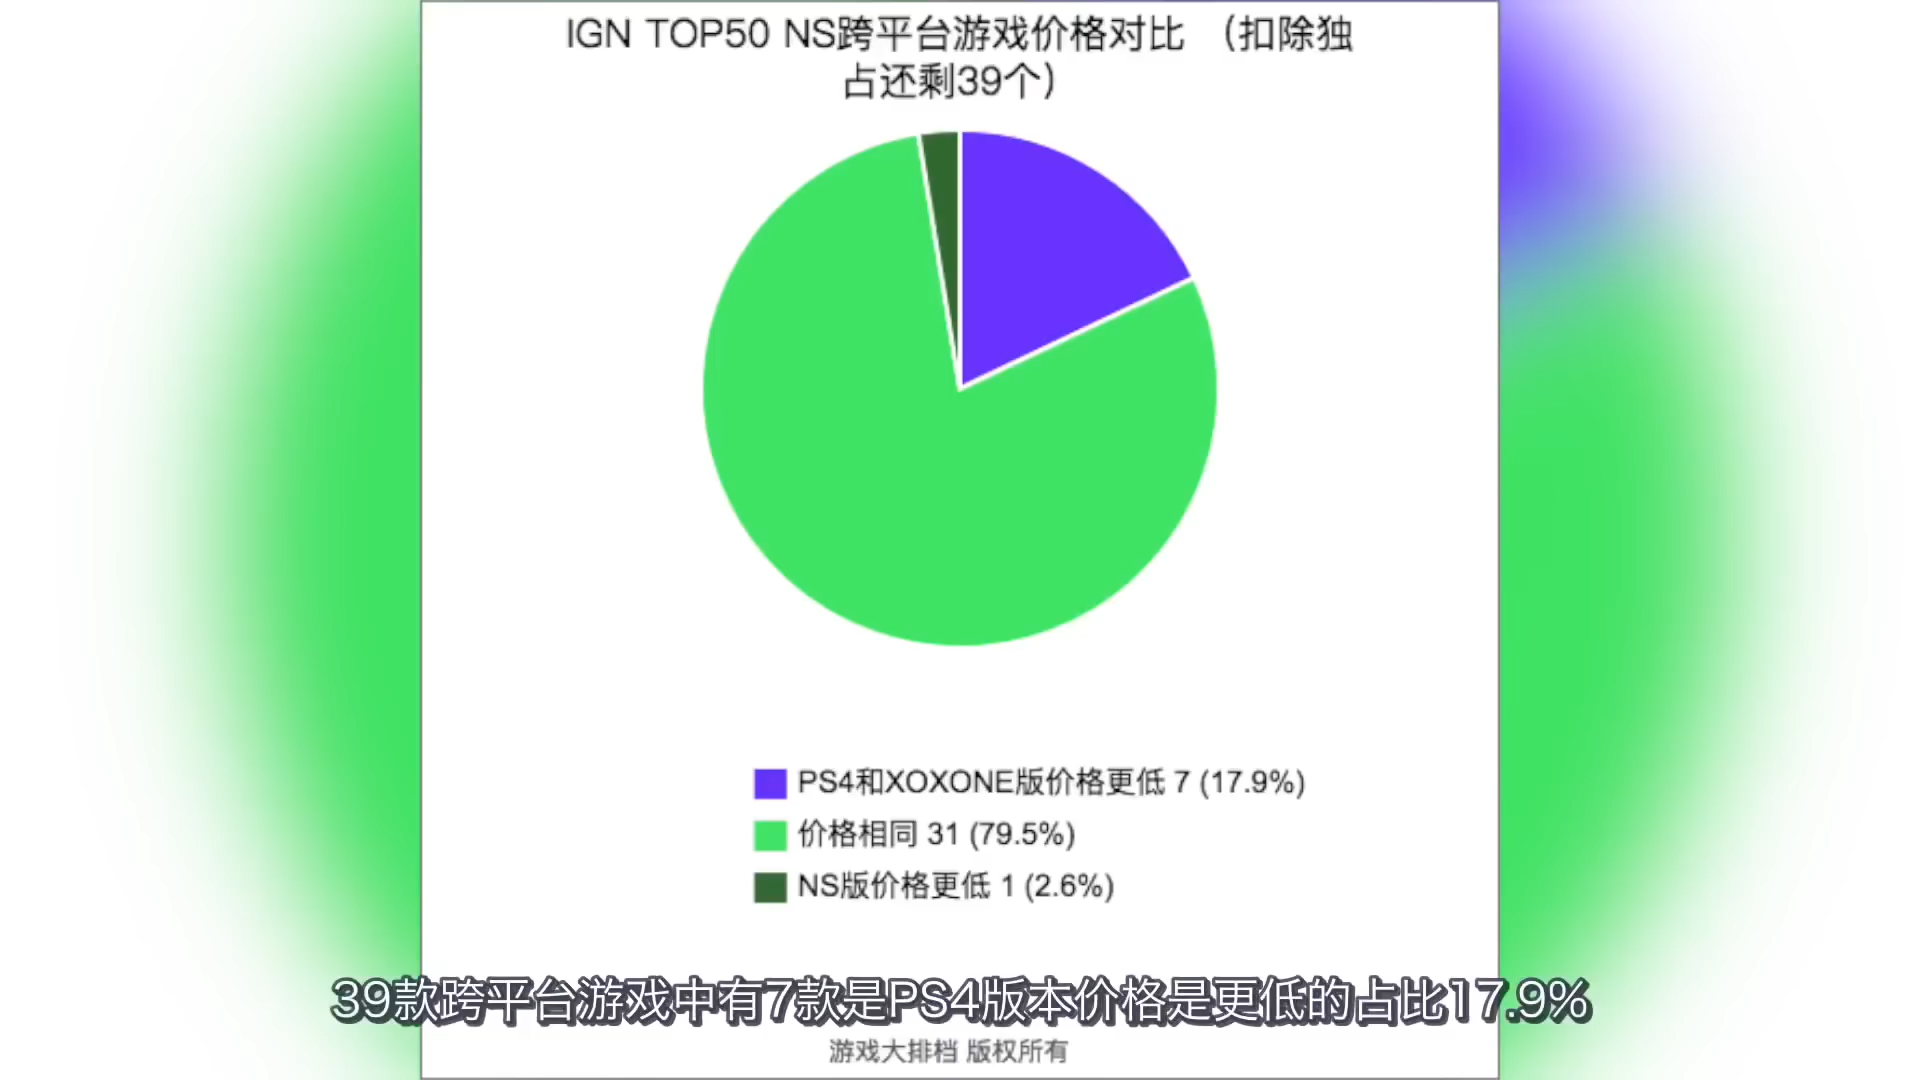 IGN TOP50 NS跨平台游戏价格对比 （扣除独
占还剩39个）
PS4和XOXONE版价格更低 7 (17.9%)
价格相同 31 (79.5%)
NS版价格更低 1 (2.6%)
39款跨平台游戏中有7款是PS4版本价格是更低的占比17.9%
游戏大排档 版权所有